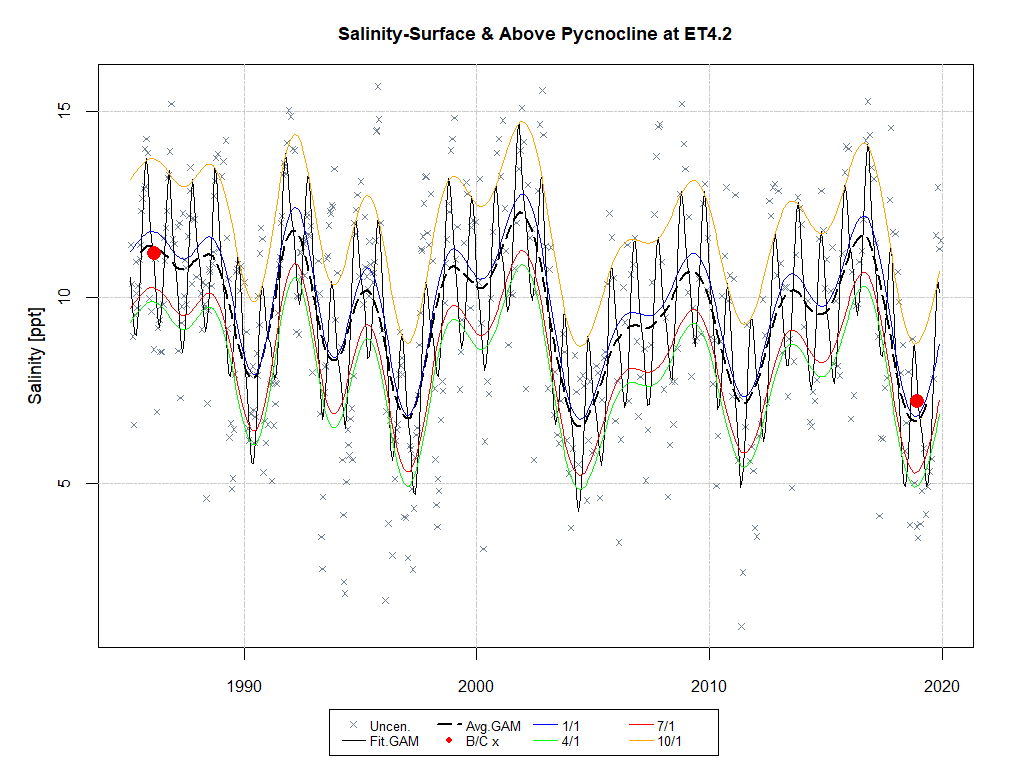 Salinity-Surface & Above Pycnocline at ET4.2
Salinity [ppt]
15
10
5
1990
2000
2010
2020
Uncen. Avg.GAM 1/1 7/1
Fit.GAM B/C x 4/1 10/1